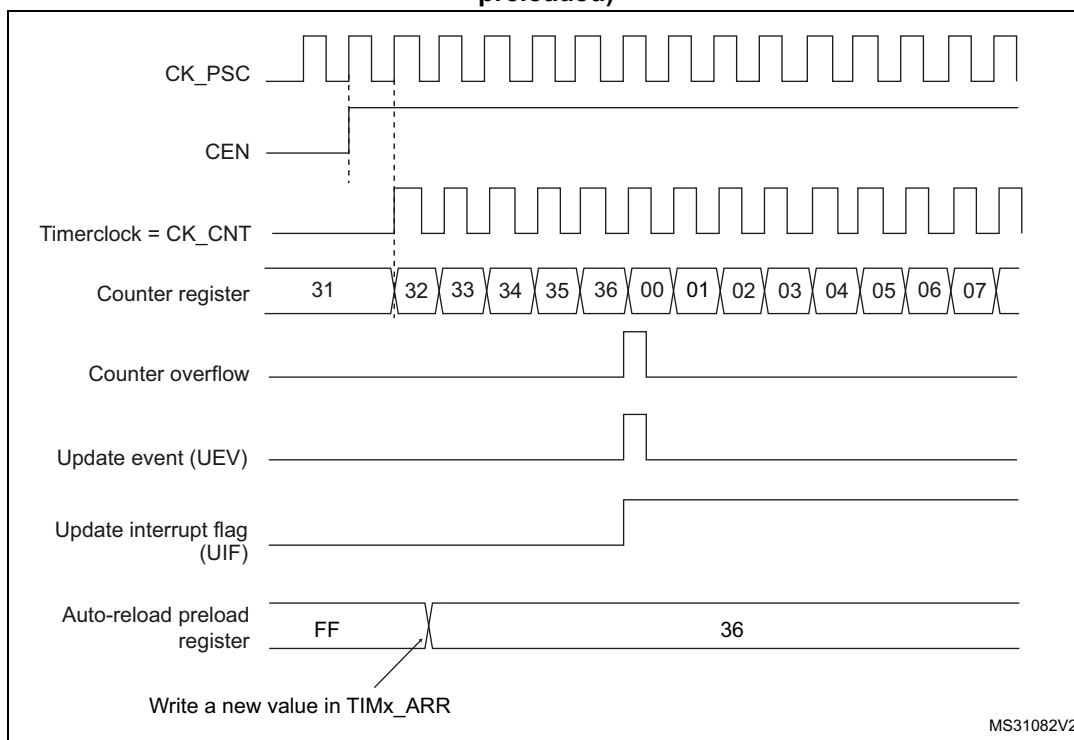 preloaded)
CK_PSC
CEN
Timerclock = CK_CNT
Counter register 31 32 33 34 35 36 00 01 02 03 04 05 06 07
Counter overflow
Update event (UEV)
Update interrupt flag
(UIF)
Auto-reload preload
register FF 36
Write a new value in TIMx_ARR
MS31082V2